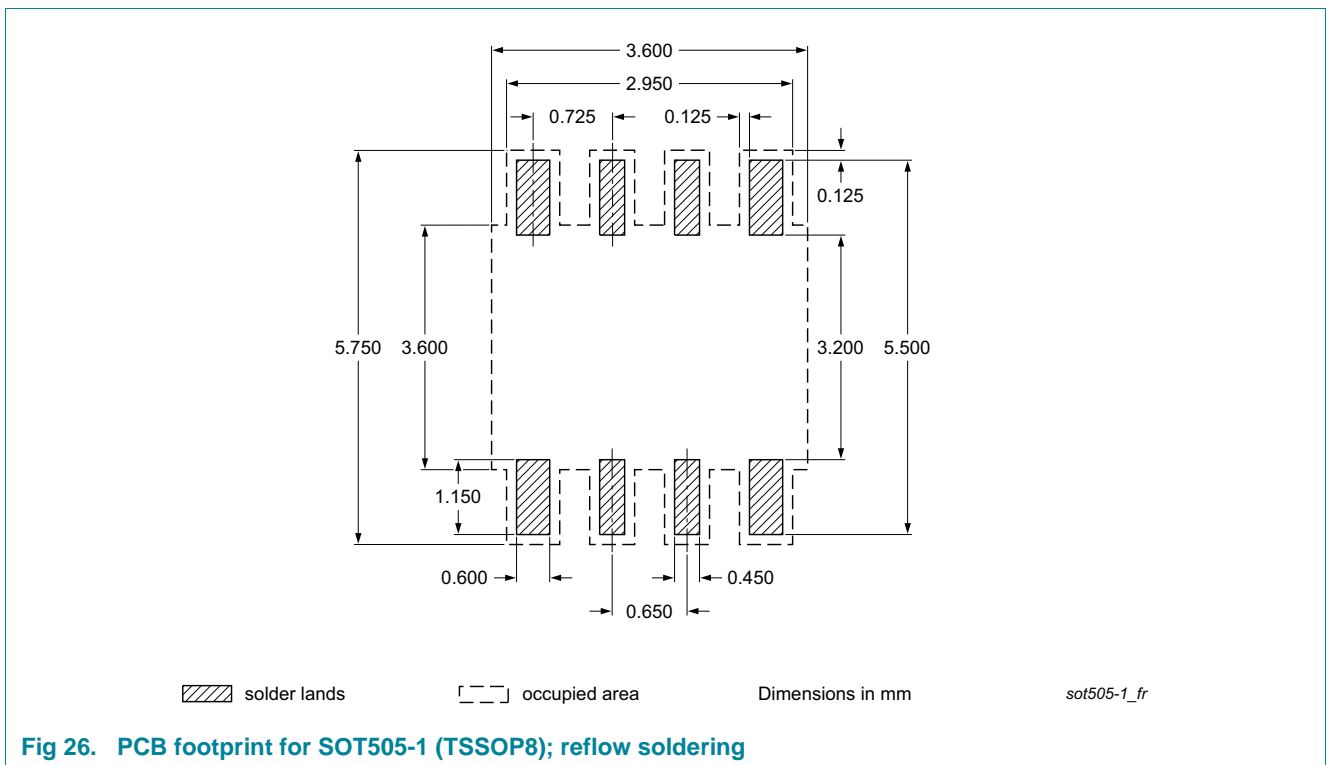 3.600
2.950
0.725 0.125
0.125
5.750 3.600 3.200 5.500
1.150
0.600 0.450
0.650
solder lands occupied area Dimensions in mm sot505-1_fr
Fig 26. PCB footprint for SOT505-1 (TSSOP8); reflow soldering